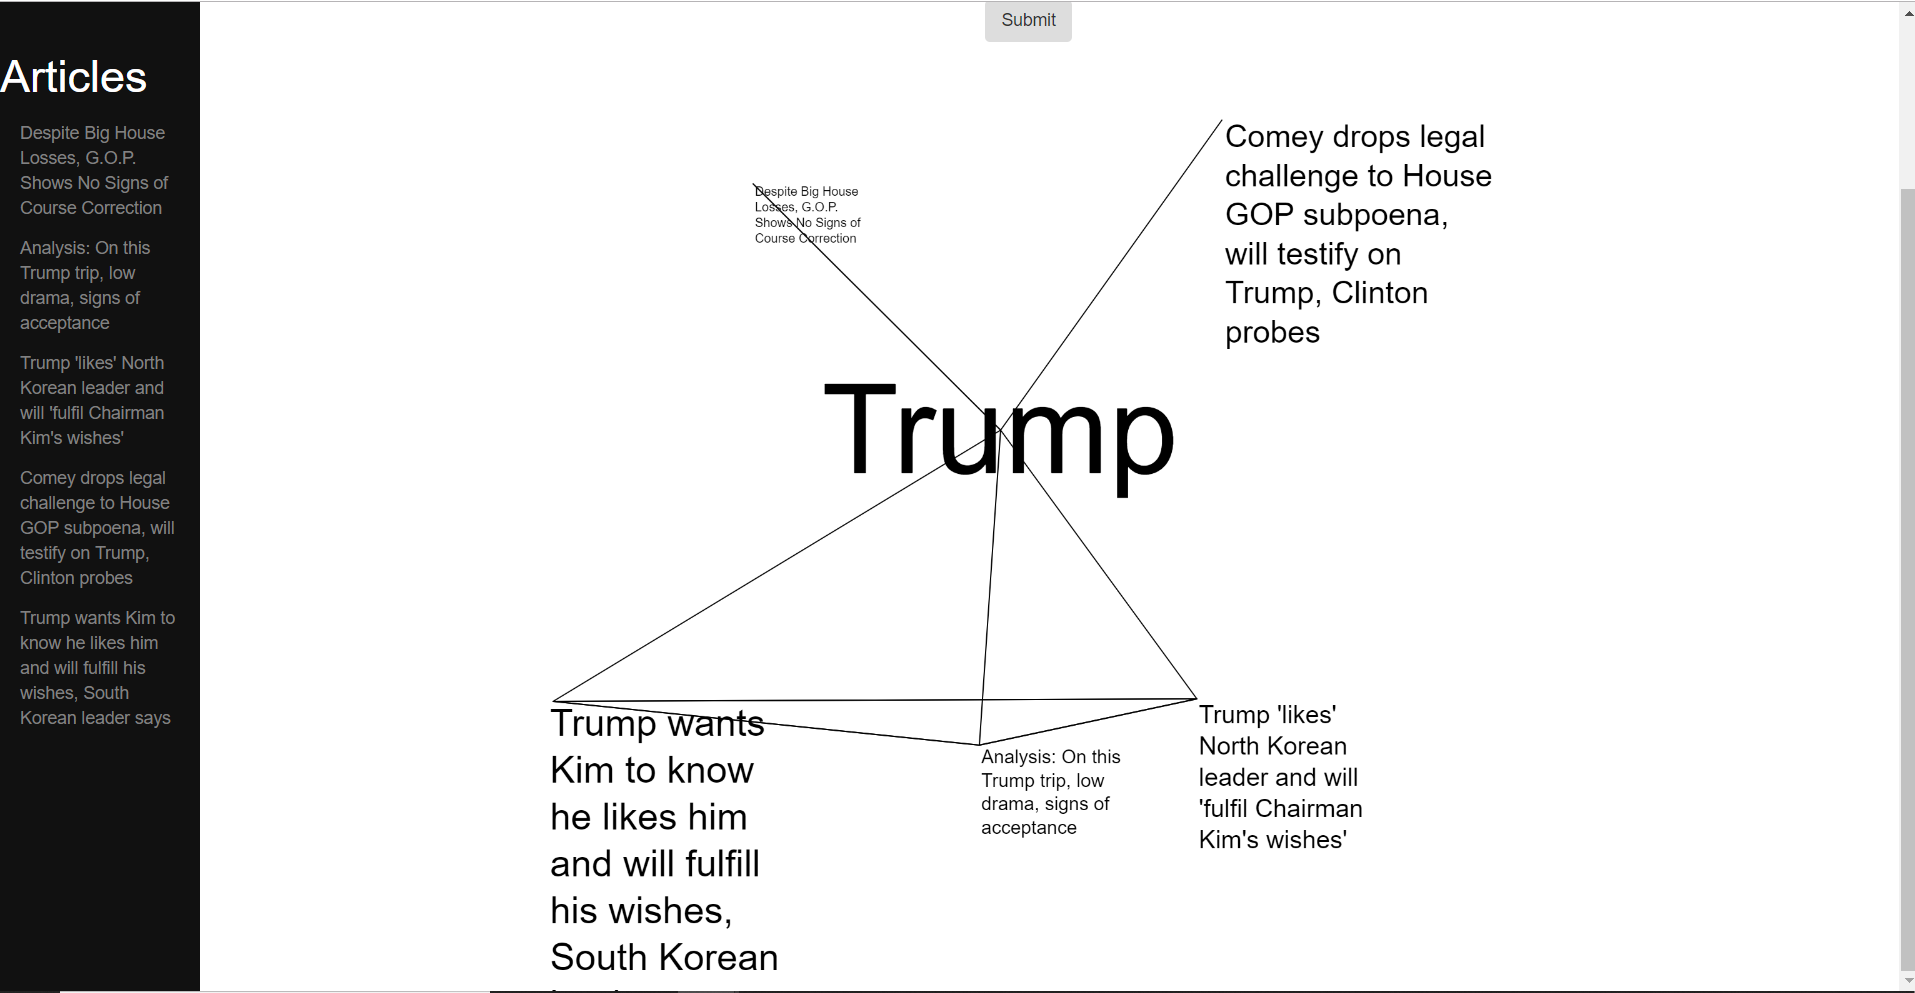 Submit
Articles
Despite Big House
Losses, G.O.P.
Shows No Signs of
Course Correction
Analysis: On this
Trump trip, low
drama, signs of
acceptance
Trump 'likes' North
Korean leader and
will 'fulfil Chairman
Kim's wishes'
Comey drops legal
challenge to House
GOP subpoena, will
testify on Trump,
Clinton probes
Trump wants Kim to
know he likes him
and will fulfill his
wishes, South
Korean leader says
Despite Big House
Losses, G.O.P.
Shows No Signs of
Course Correction
Comey drops legal
challenge to House
GOP subpoena,
will testify on
Trump, Clinton
probes
Trump
Trump wants
Kim to know
he likes him
and will fulfill
his wishes,
South Korean
Analysis: On this
Trump trip, low
drama, signs of
acceptance
Trump 'likes'
North Korean
leader and will
'fulfil Chairman
Kim's wishes'